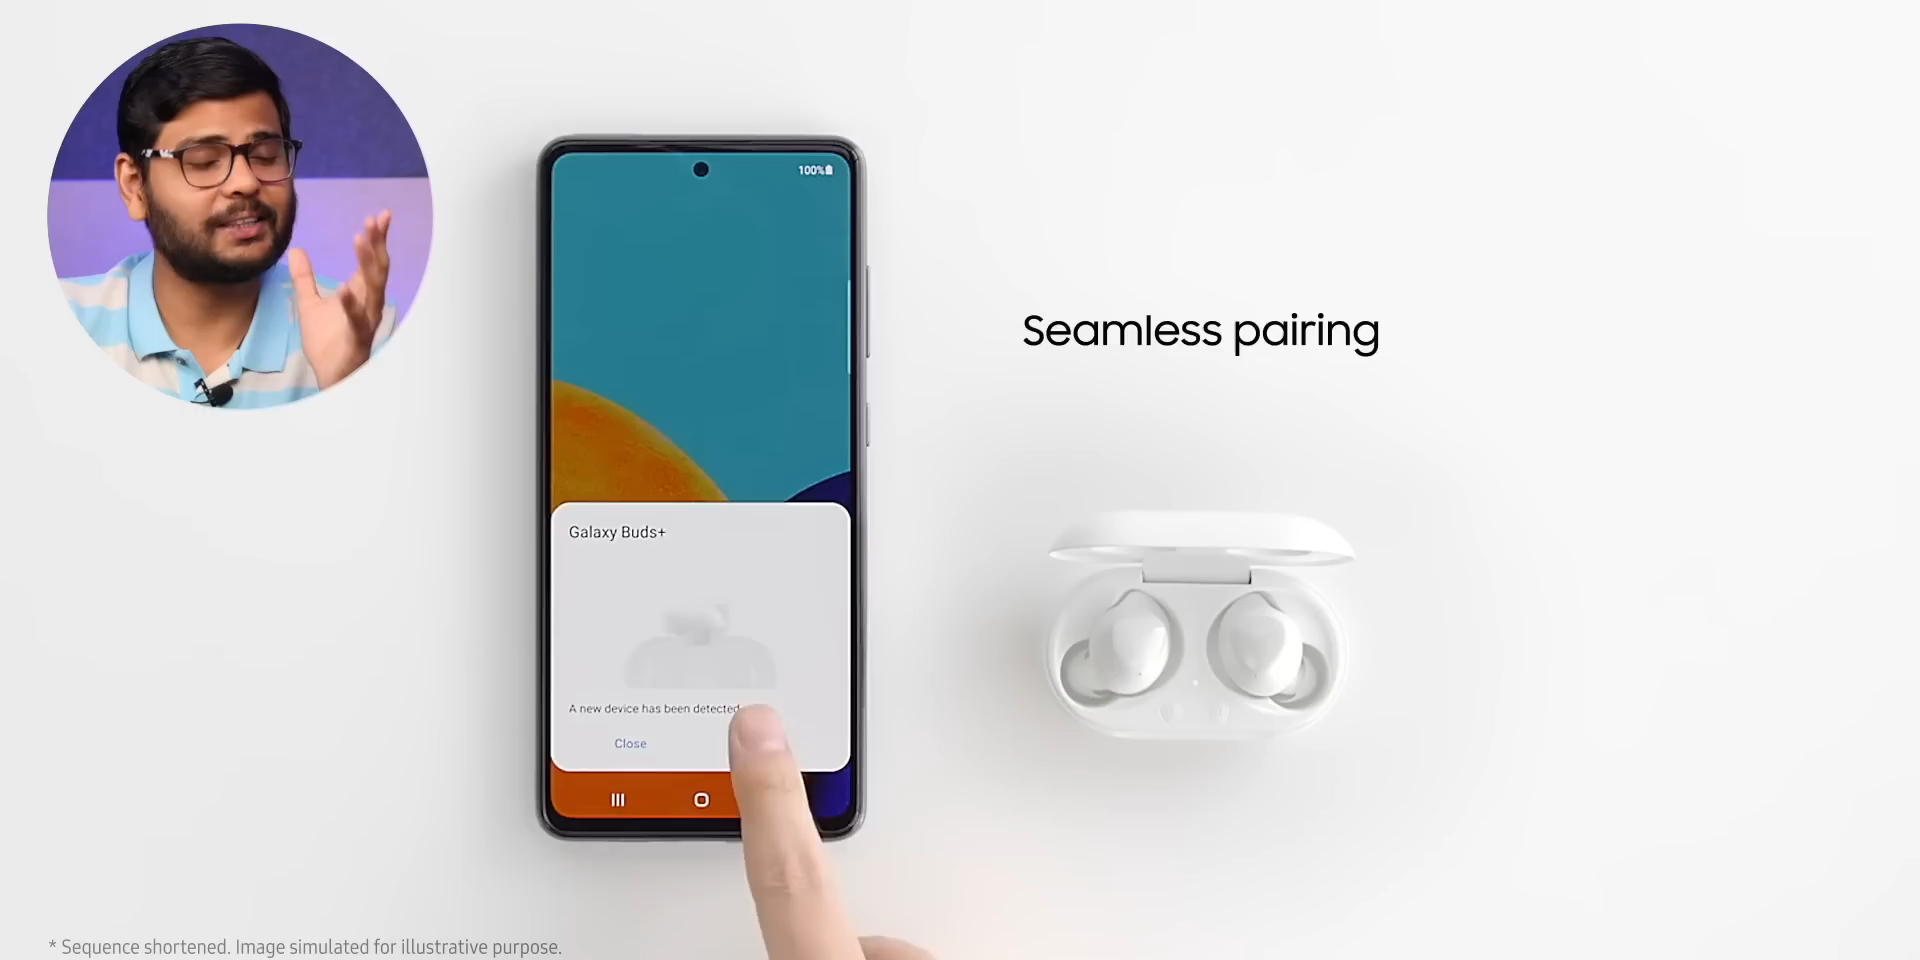 100%
Seamless pairing
Galaxy Buds+
A new device has been detected
Close
* Sequence shortened. Image simulated for illustrative purpose.